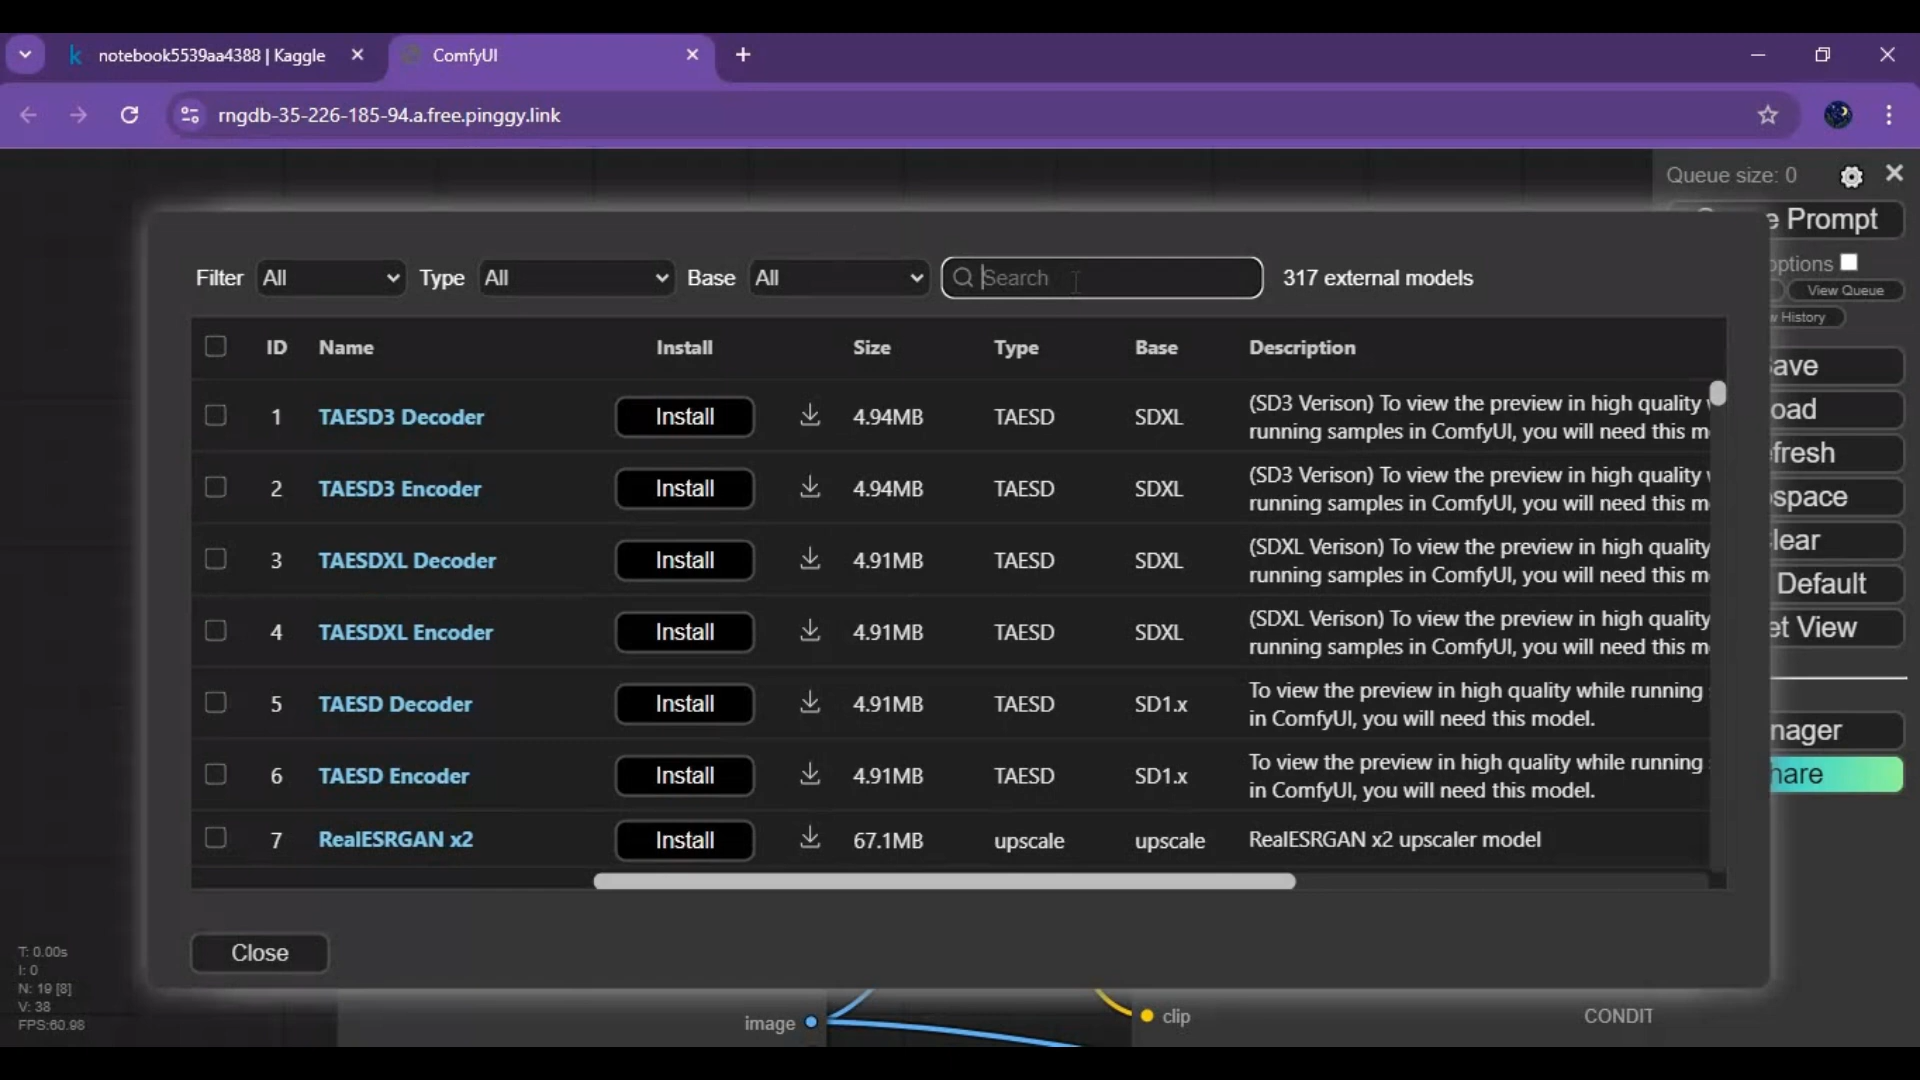 notebook5539aa4388 | Kaggle
ComfyUI
rngdb-35-226-185-94.a.free.pinggy.link
Queue size: 0
Prompt
options
View Queue
History
Filter All Type All Base All Search 317 external models
ID Name Install Size Type Base Description
1 TAESD3 Decoder Install 4.94MB TAESD SDXL (SD3 Verison) To view the preview in high quality
running samples in ComfyUI, you will need this m
2 TAESD3 Encoder Install 4.94MB TAESD SDXL (SD3 Verison) To view the preview in high quality
running samples in ComfyUI, you will need this m
3 TAESDXL Decoder Install 4.91MB TAESD SDXL (SDXL Verison) To view the preview in high quality
running samples in ComfyUI, you will need this m
4 TAESDXL Encoder Install 4.91MB TAESD SDXL (SDXL Verison) To view the preview in high quality
running samples in ComfyUI, you will need this m
5 TAESD Decoder Install 4.91MB TAESD SD1.x To view the preview in high quality while running
in ComfyUI, you will need this model.
6 TAESD Encoder Install 4.91MB TAESD SD1.x To view the preview in high quality while running
in ComfyUI, you will need this model.
7 RealESRGAN x2 Install 67.1MB upscale upscale RealESRGAN x2 upscaler model
ave
oad
fresh
pspace
lear
Default
et View
nager
hare
Close
T: 0.00s
I: 0
N: 19 [8]
V: 38
FPS:60.98
image
clip
CONDIT